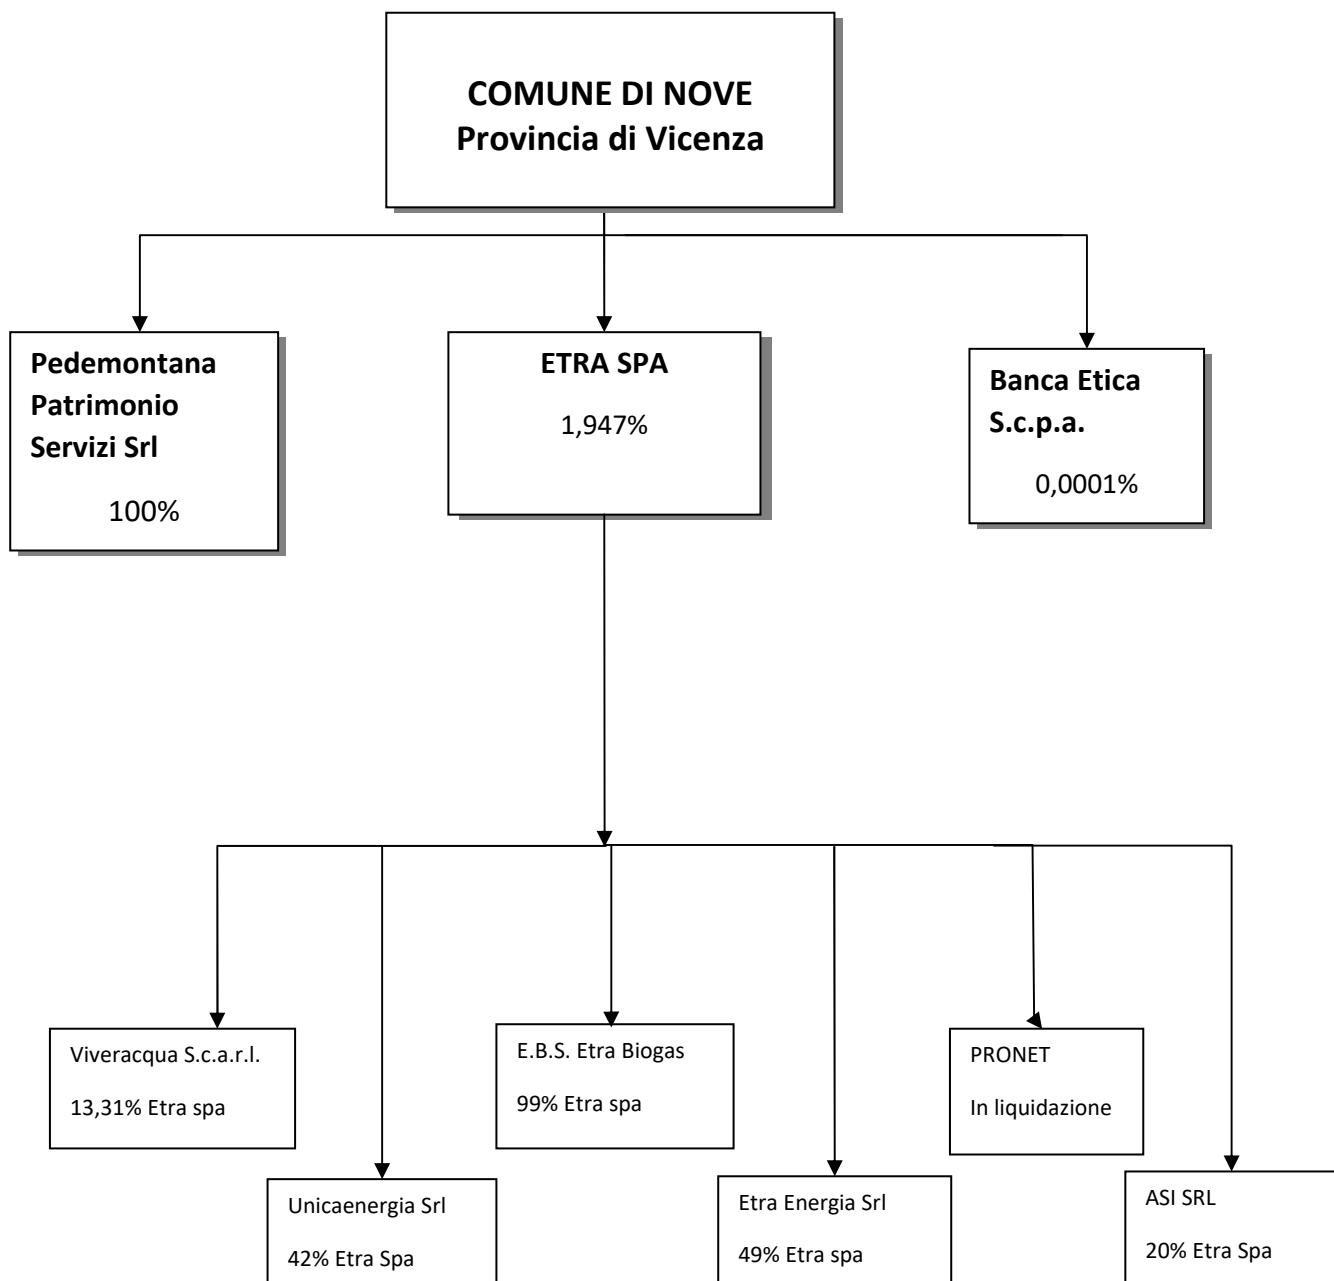 COMUNE DI NOVE
Provincia di Vicenza
Pedemontana
Patrimonio
Servizi Srl
100%
ETRA SPA
1,947%
Banca Etica
S.c.p.a.
0,0001%
Viveracqua S.c.a.r.l.
13,31% Etra spa
E.B.S. Etra Biogas
99% Etra spa
PRONET
In liquidazione
Unicaenergia Srl
42% Etra Spa
Etra Energia Srl
49% Etra spa
ASI SRL
20% Etra Spa